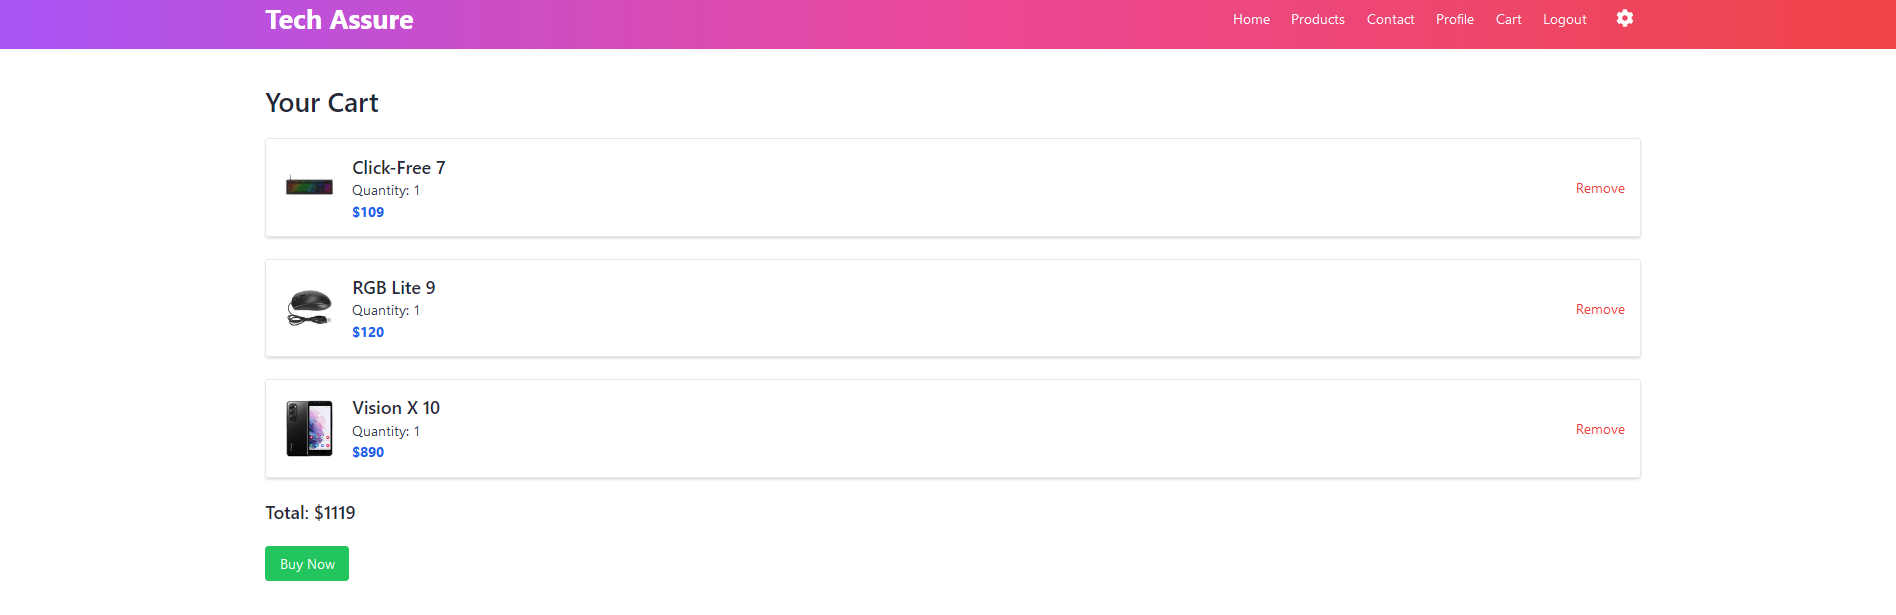 Tech Assure
Home Products Contact Profile Cart Logout
Your Cart
Click-Free 7
Quantity: 1
$109
Remove
RGB Lite 9
Quantity: 1
$120
Remove
Vision X 10
Quantity: 1
$890
Remove
Total: $1119
Buy Now